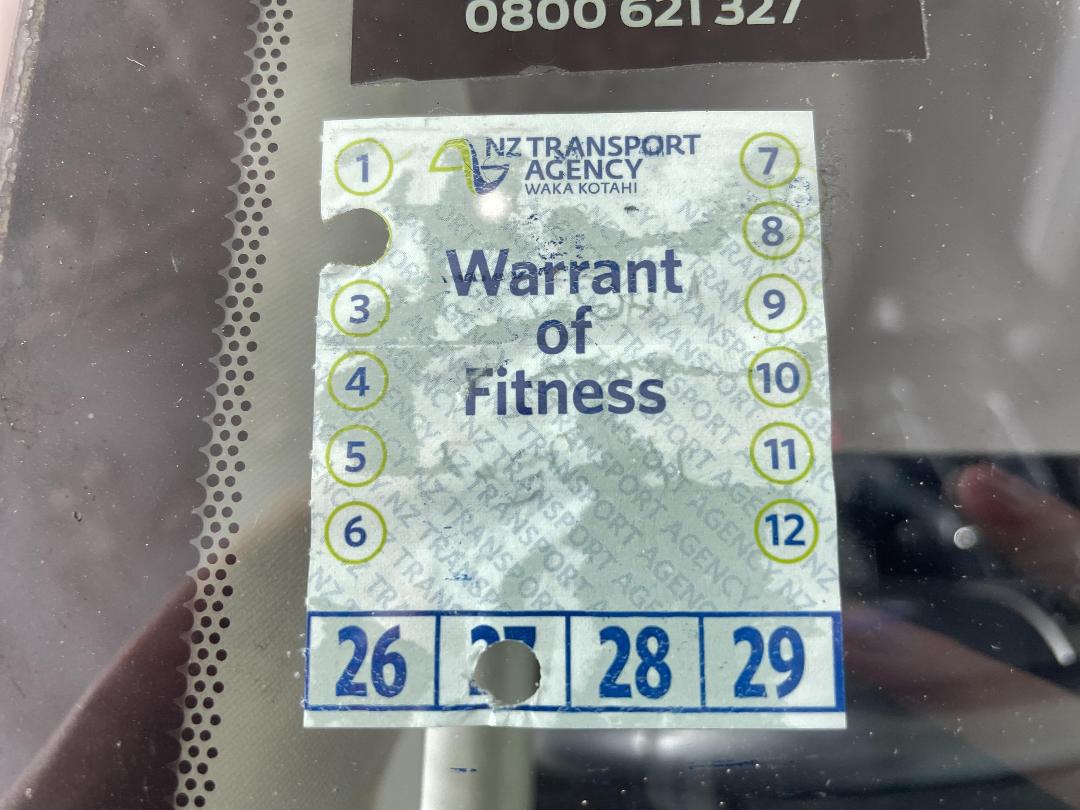 0800 621 327
NZ TRANSPORT
AGENCY
WAKA KOTAHI
1
7
8
Warrant
of
Fitness
3
9
4
10
5
11
6
12
26
27
28
29